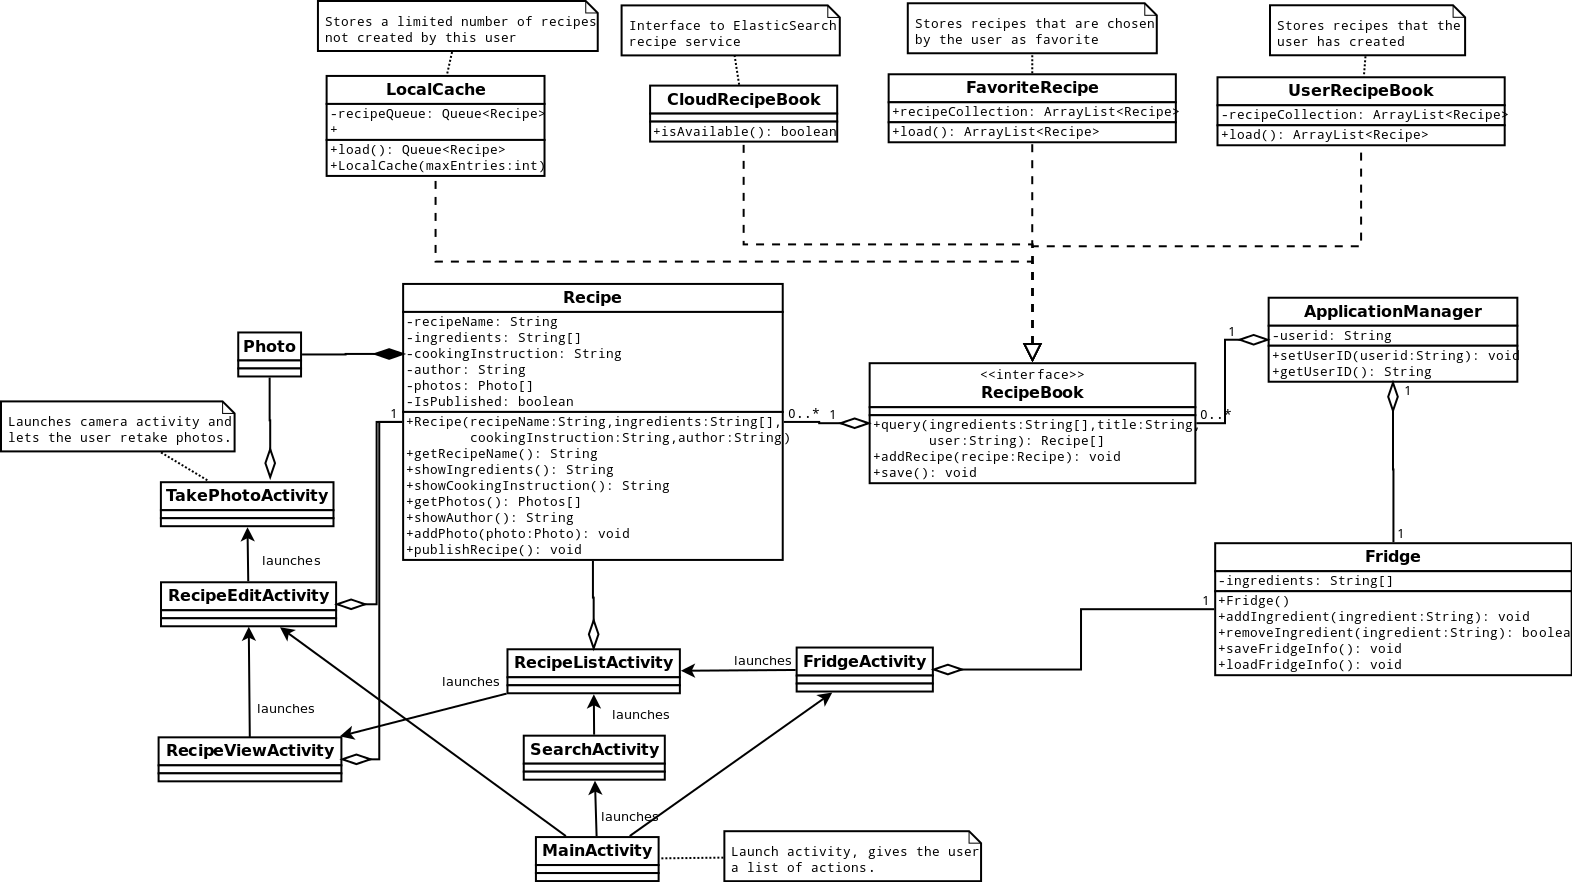 Stores a limited number of recipes
not created by this user
Interface to ElasticSearch
recipe service
Stores recipes that are chosen
by the user as favorite
Stores recipes that the
user has created
LocalCache
-recipeQueue: Queue<Recipe>
+
+load(): Queue<Recipe>
+LocalCache(maxEntries:int)
CloudRecipeBook
+isAvailable(): boolean
FavoriteRecipe
+recipeCollection: ArrayList<Recipe>
+load(): ArrayList<Recipe>
UserRecipeBook
-recipeCollection: ArrayList<Recipe>
+load(): ArrayList<Recipe>
Recipe
-recipeName: String
-ingredients: String[]
-cookingInstruction: String
-author: String
-photos: Photo[]
-IsPublished: boolean
+Recipe(recipeName:String,ingredients:String[],
cookingInstruction:String,author:String)
+getRecipeName(): String
+showIngredients(): String
+showCookingInstruction(): String
+getPhotos(): Photos[]
+showAuthor(): String
+addPhoto(photo:Photo): void
+publishRecipe(): void
Photo
1
0..*
1
<<interface>>
RecipeBook
+query(ingredients:String[],title:String,
user:String): Recipe[]
+addRecipe(recipe:Recipe): void
+save(): void
0..*
1
ApplicationManager
-userid: String
+setUserID(userid:String): void
+getUserID(): String
1
1
Launches camera activity and
lets the user retake photos.
TakePhotoActivity
launches
RecipeEditActivity
launches
RecipeViewActivity
launches
RecipeListActivity
launches
FridgeActivity
1
Fridge
-ingredients: String[]
+Fridge()
+addIngredient(ingredient:String): void
+removeIngredient(ingredient:String): boolea
+saveFridgeInfo(): void
+loadFridgeInfo(): void
launches
SearchActivity
launches
MainActivity
Launch activity, gives the user
a list of actions.